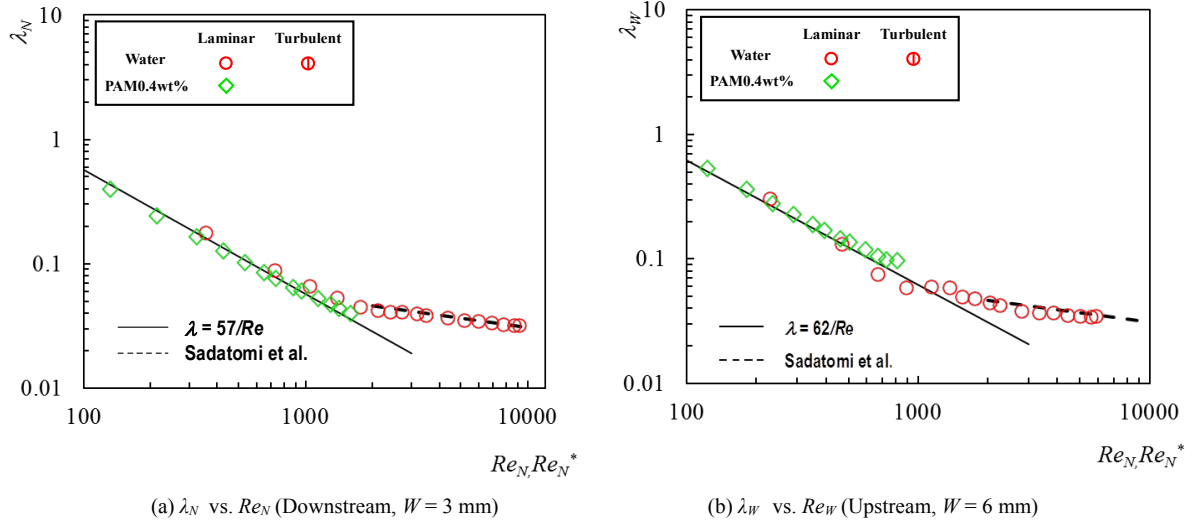 λN
10
1
0.1
0.01
100
1000
10000
Laminar Turbulent
Water
PAM0.4wt%
λ = 57/Re
Sadatomi et al.
ReN,ReN*
(a) λN vs. ReN (Downstream, W = 3 mm)
λW
10
1
0.1
0.01
100
1000
10000
Laminar Turbulent
Water
PAM0.4wt%
λ = 62/Re
Sadatomi et al.
ReN,ReN*
(b) λW vs. ReW (Upstream, W = 6 mm)